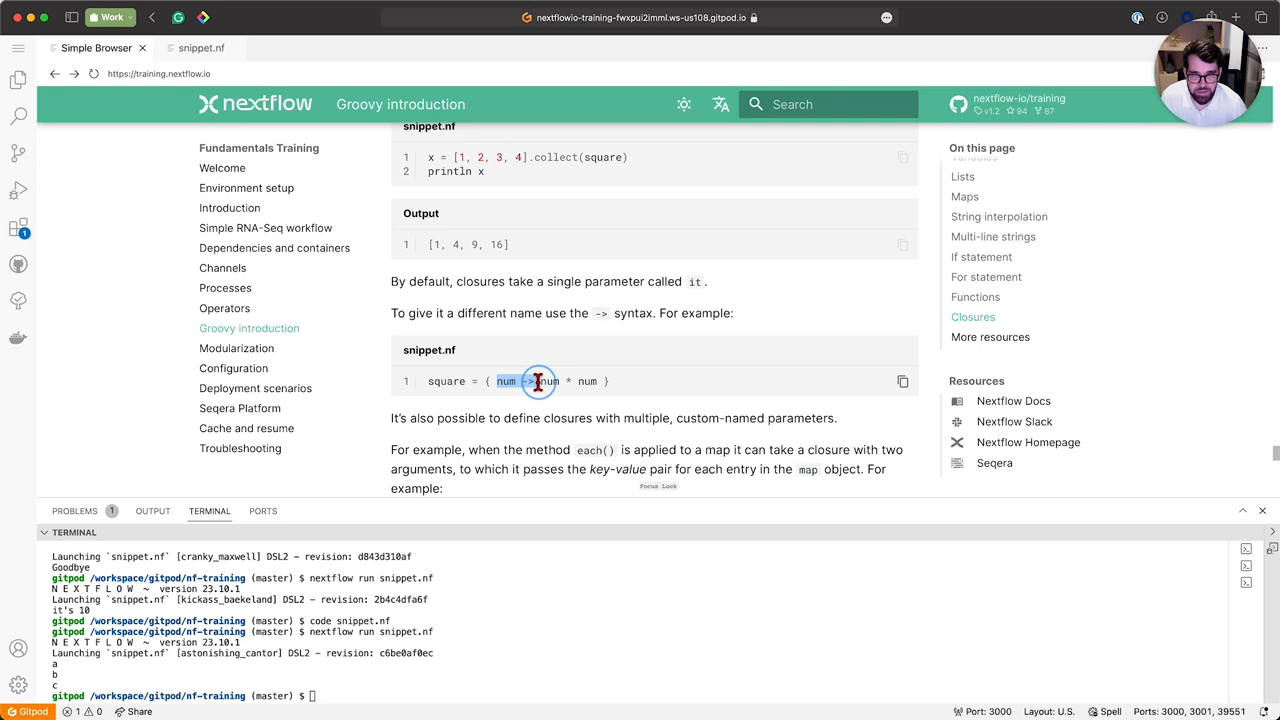 Work
nextflowio-training-fwxpui2imml.ws-us108.gitpod.io
Simple Browser
snippet.nf
https://training.nextflow.io
nextflow
Groovy introduction
Search
nextflow-io/training
v1.2 94 87
Fundamentals Training
Welcome
Environment setup
Introduction
Simple RNA-Seq workflow
Dependencies and containers
Channels
Processes
Operators
Groovy introduction
Modularization
Configuration
Deployment scenarios
Seqera Platform
Cache and resume
Troubleshooting
snippet.nf
1 x = [1, 2, 3, 4].collect(square)
2 println x
Output
1 [1, 4, 9, 16]
By default, closures take a single parameter called it.
To give it a different name use the -> syntax. For example:
snippet.nf
1 square = { num -> num * num }
It's also possible to define closures with multiple, custom-named parameters.
For example, when the method each() is applied to a map it can take a closure with two
arguments, to which it passes the key-value pair for each entry in the map object. For
example:
Focus Lock
On this page
Variables
Lists
Maps
String interpolation
Multi-line strings
If statement
For statement
Functions
Closures
More resources
Resources
Nextflow Docs
Nextflow Slack
Nextflow Homepage
Seqera
1
PROBLEMS 1 OUTPUT TERMINAL PORTS
TERMINAL
Launching `snippet.nf` [cranky_maxwell] DSL2 - revision: d843d310af
Goodbye
gitpod /workspace/gitpod/nf-training (master) $ nextflow run snippet.nf
N E X T F L O W ~ version 23.10.1
Launching `snippet.nf` [kickass_baekeland] DSL2 - revision: 2b4c4dfa6f
it's 10
gitpod /workspace/gitpod/nf-training (master) $ code snippet.nf
gitpod /workspace/gitpod/nf-training (master) $ nextflow run snippet.nf
N E X T F L O W ~ version 23.10.1
Launching `snippet.nf` [astonishing_cantor] DSL2 - revision: c6be0af0ec
a
b
c
gitpod /workspace/gitpod/nf-training (master) $
Gitpod 1 0 Share Port: 3000 Layout: U.S. Spell Ports: 3000, 3001, 39551